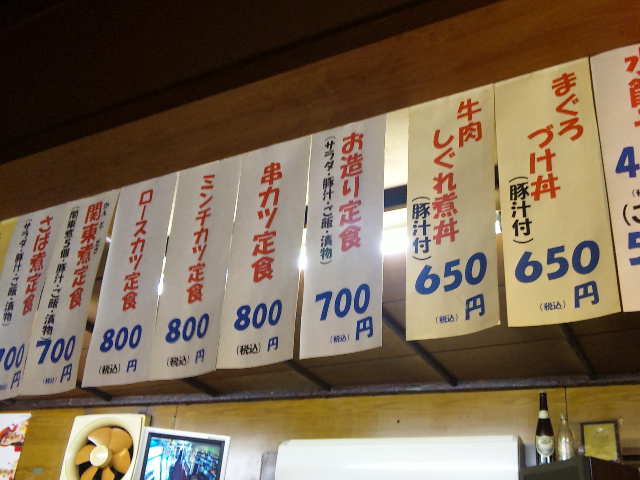 まぐろ
づけ丼
(豚汁付)
650
(税込)
円
牛肉
しぐれ煮丼
(豚汁付)
650
(税込)
円
お造り定食
(サラダ・豚汁・ご飯・漬物)
700
(税込)
円
串カツ定食
800
(税込)
円
ミンチカツ定食
800
(税込)
円
ロースカツ定食
800
(税込)
円
関東煮定食
(関東煮5個・豚汁・ご飯・漬物)
700
(税込)
円
さば煮定食
(サラダ・豚汁・ご飯・漬物)
700
円